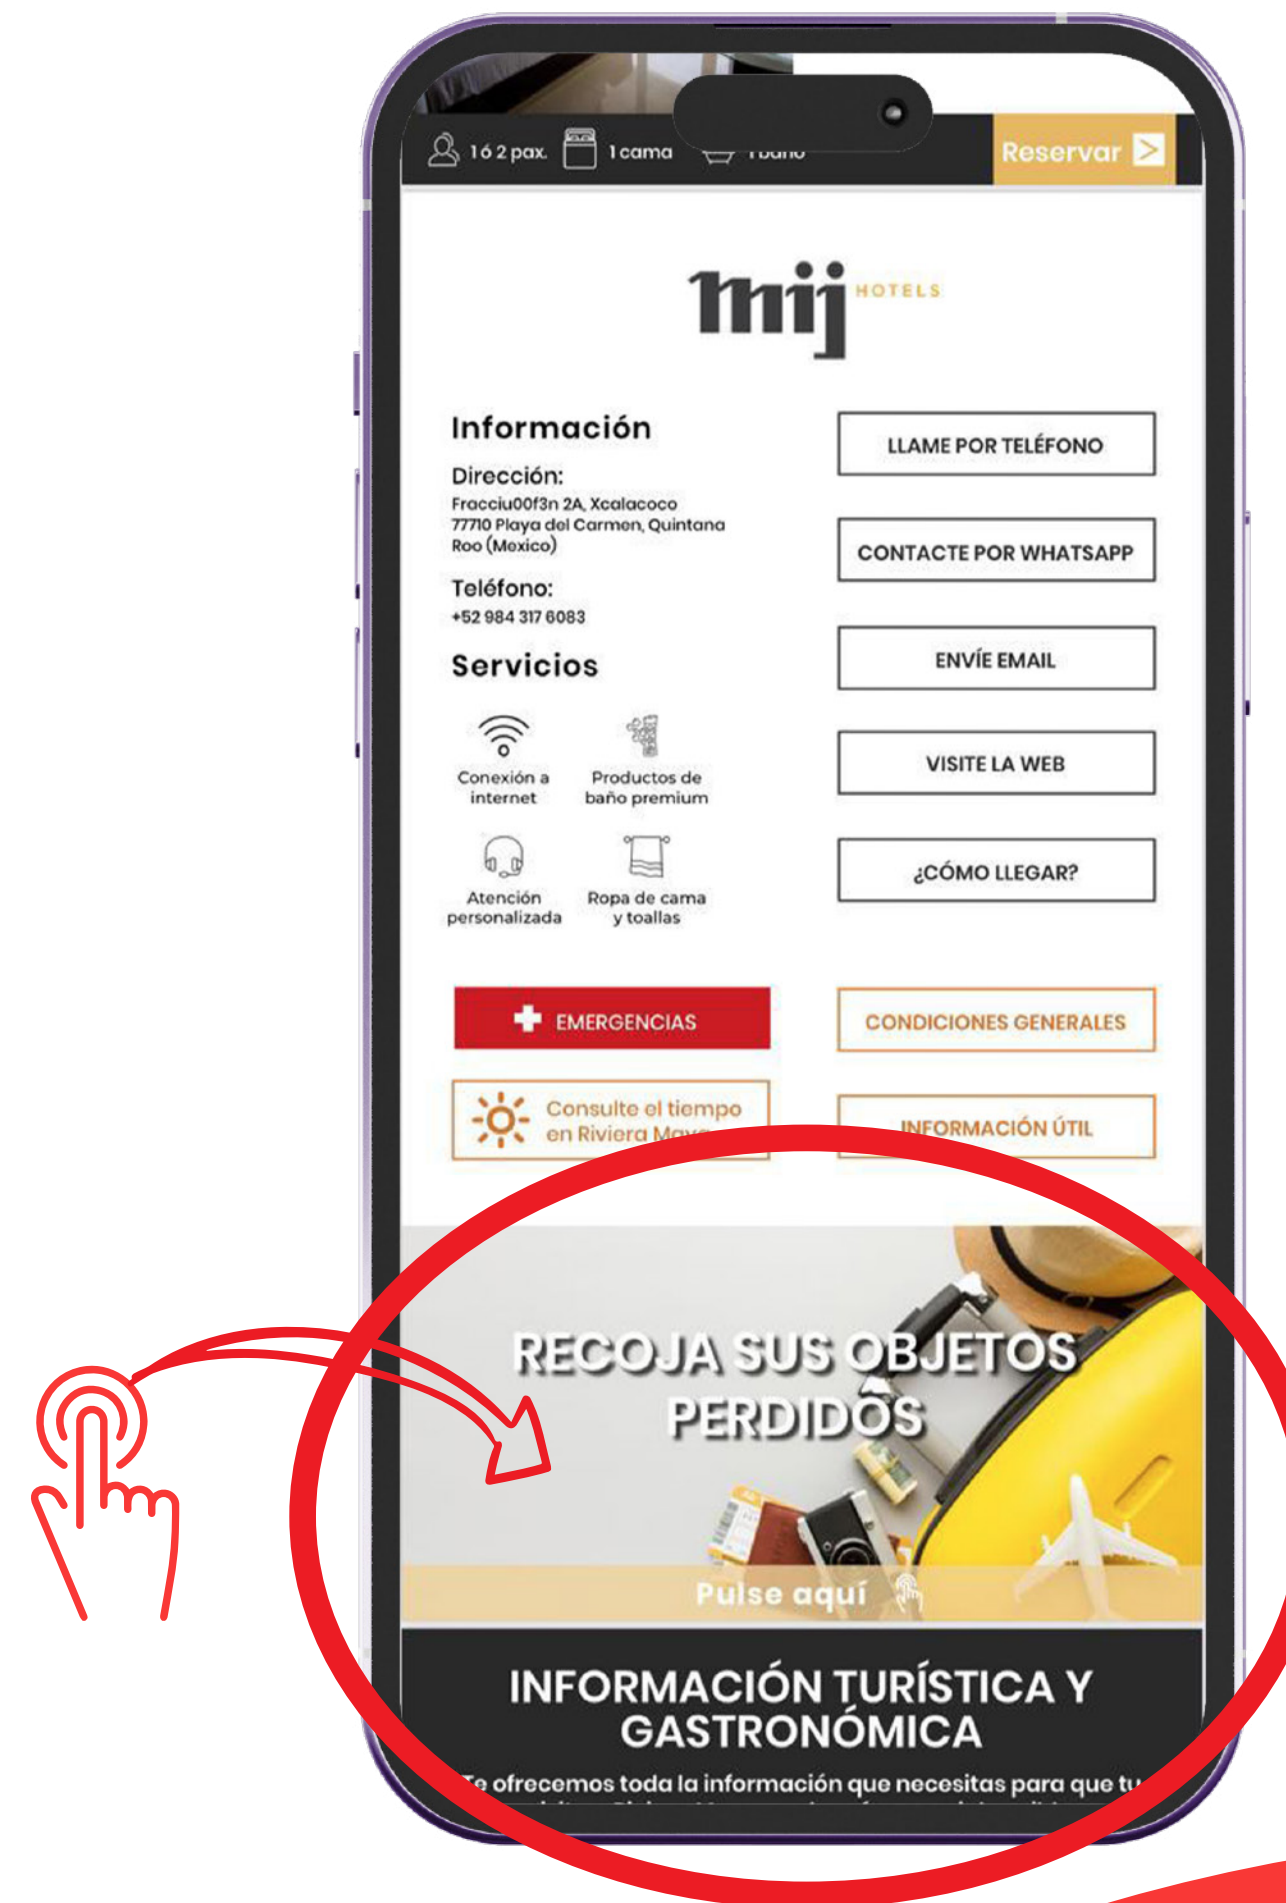 1 ó 2 pax.
1 cama
Reservar
mij HOTELS
Información
Dirección:
Fracciu00f3n 2A, Xcalacoco
77710 Playa del Carmen, Quintana
Roo (Mexico)
Teléfono:
+52 984 317 6083
Servicios
Conexión a
internet
Productos de
baño premium
Atención
personalizada
Ropa de cama
y toallas
LLAME POR TELÉFONO
CONTACTE POR WHATSAPP
ENVÍE EMAIL
VISITE LA WEB
¿CÓMO LLEGAR?
EMERGENCIAS
CONDICIONES GENERALES
Consulte el tiempo
en Riviera Maya
INFORMACIÓN ÚTIL
RECOJA SUS OBJETOS
PERDIDOS
Pulse aquí
INFORMACIÓN TURÍSTICA Y
GASTRONÓMICA
Te ofrecemos toda la información que necesitas para que tu